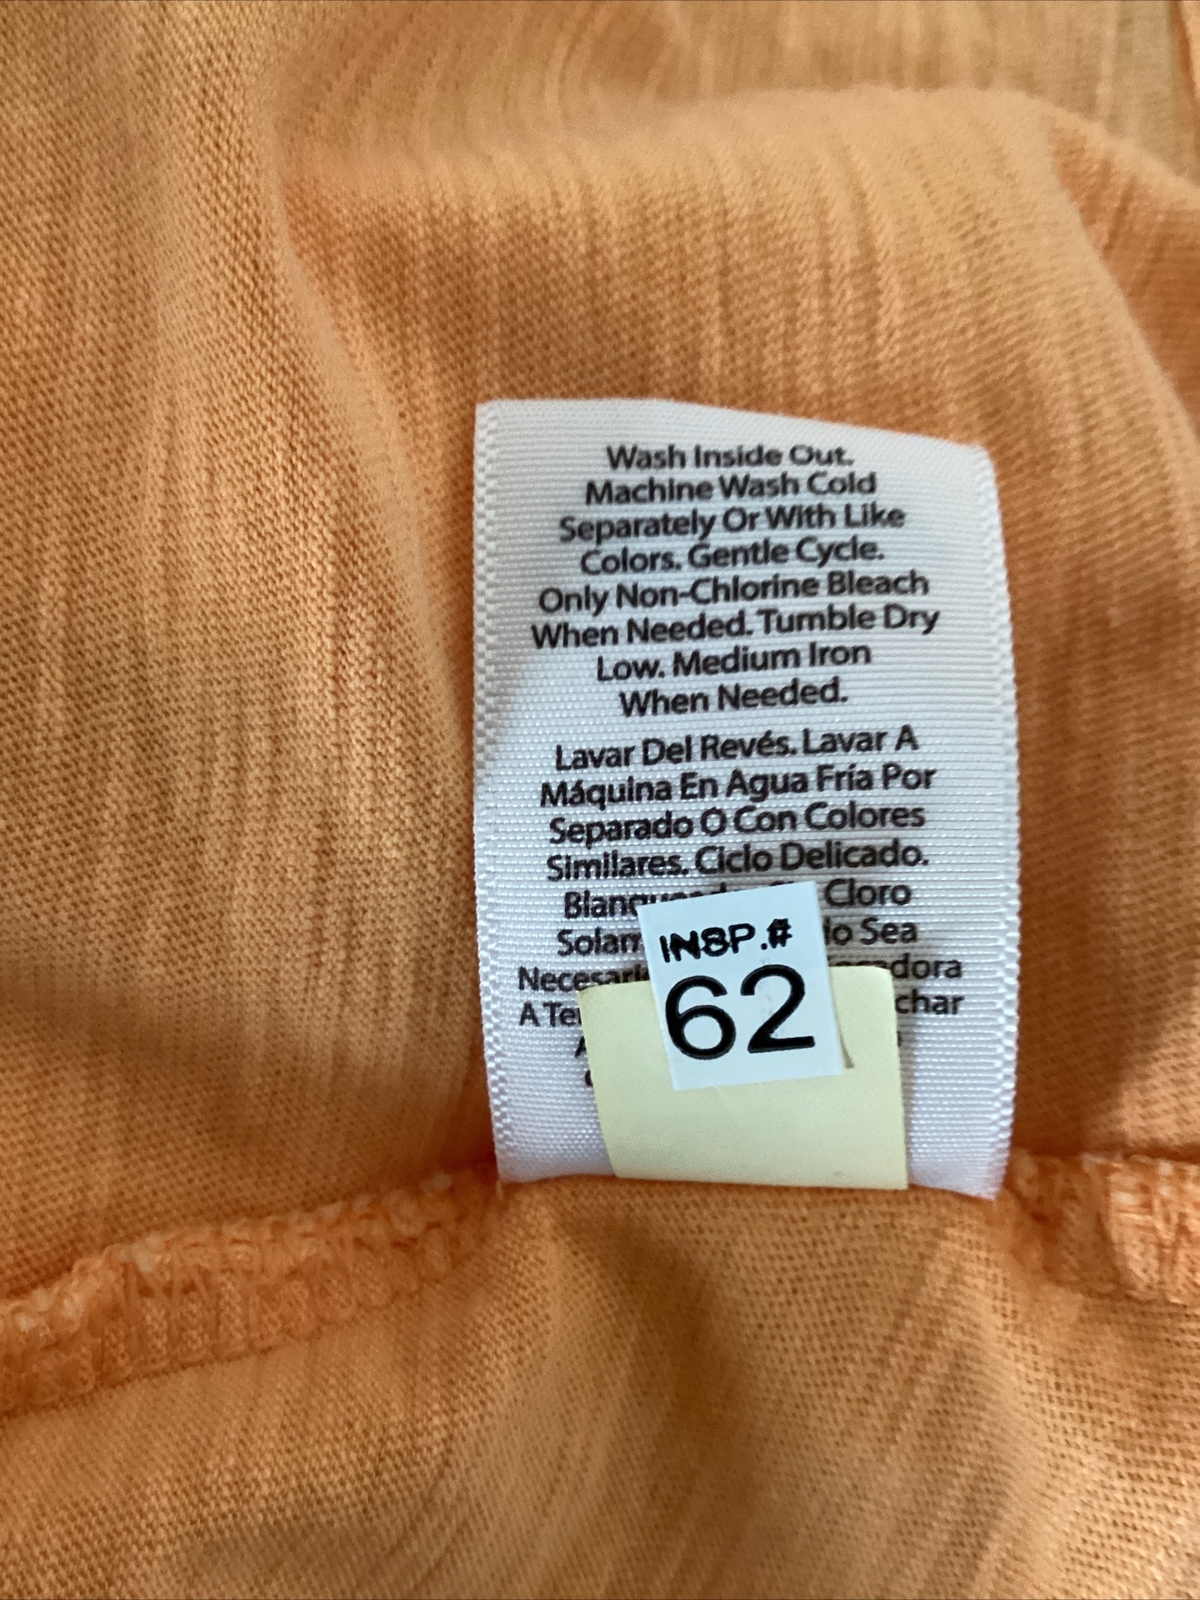 Wash Inside Out.
Machine Wash Cold
Separately Or With Like
Colors. Gentle Cycle.
Only Non-Chlorine Bleach
When Needed. Tumble Dry
Low. Medium Iron
When Needed.
Lavar Del Revés. Lavar A
Máquina En Agua Fría Por
Separado O Con Colores
Similares. Ciclo Delicado.
Cloro
Sea
A
INSP.#
62